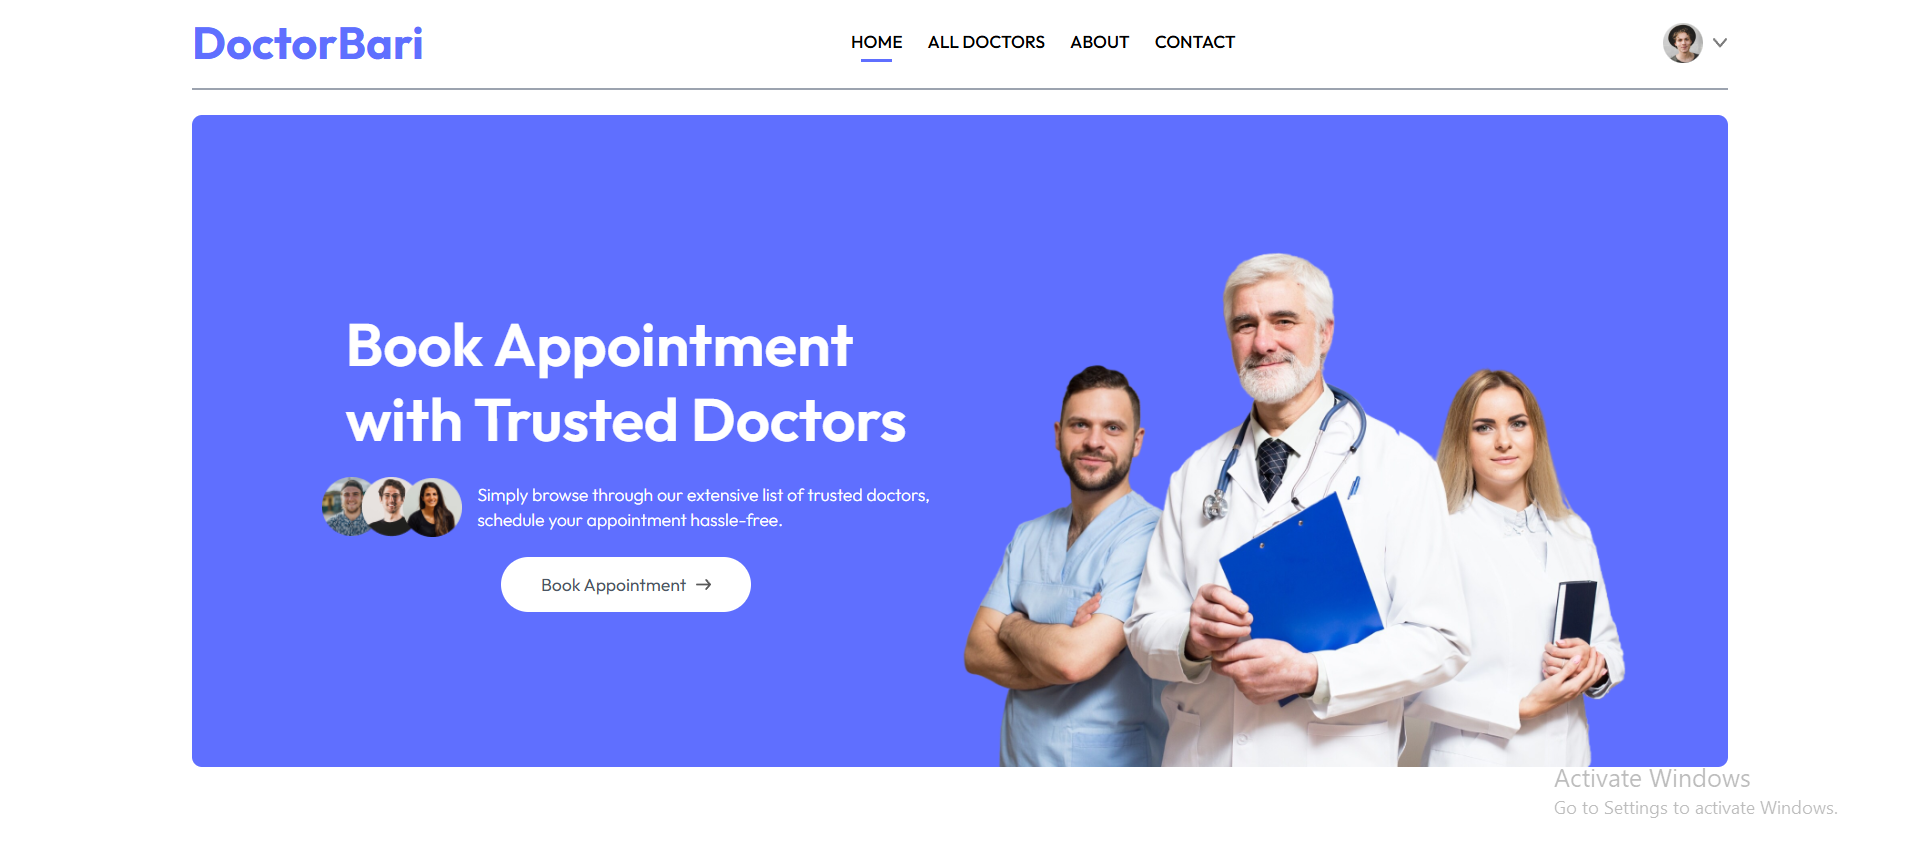 DoctorBari
HOME ALL DOCTORS ABOUT CONTACT
Book Appointment
with Trusted Doctors
Simply browse through our extensive list of trusted doctors,
schedule your appointment hassle-free.
Book Appointment →
Activate Windows
Go to Settings to activate Windows.